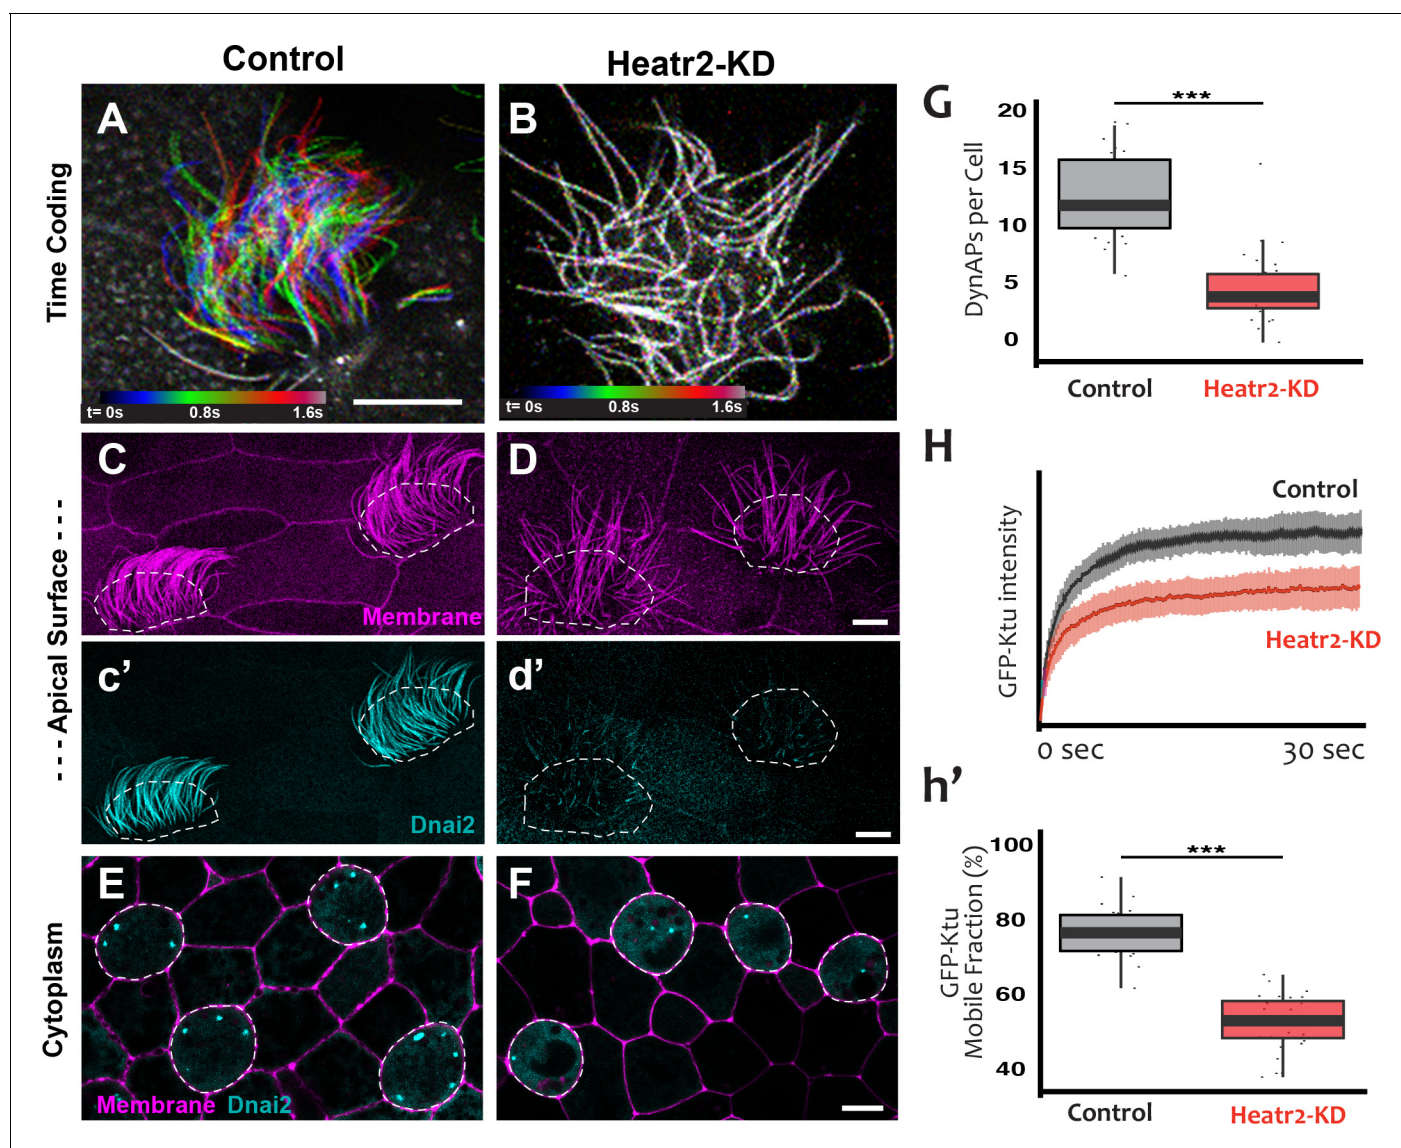 Control
Heatr2-KD
Time Coding
A
t= 0s 0.8s 1.6s
B
t= 0s 0.8s 1.6s
- - - Apical Surface - - -
C
Membrane
D
c’
Dnai2
d’
Cytoplasm
E
Membrane Dnai2
F
G
DynAPs per Cell
20
15
10
5
0
***
Control
Heatr2-KD
H
GFP-Ktu intensity
Control
Heatr2-KD
0 sec
30 sec
h’
GFP-Ktu
Mobile Fraction (%)
100
80
60
40
***
Control
Heatr2-KD